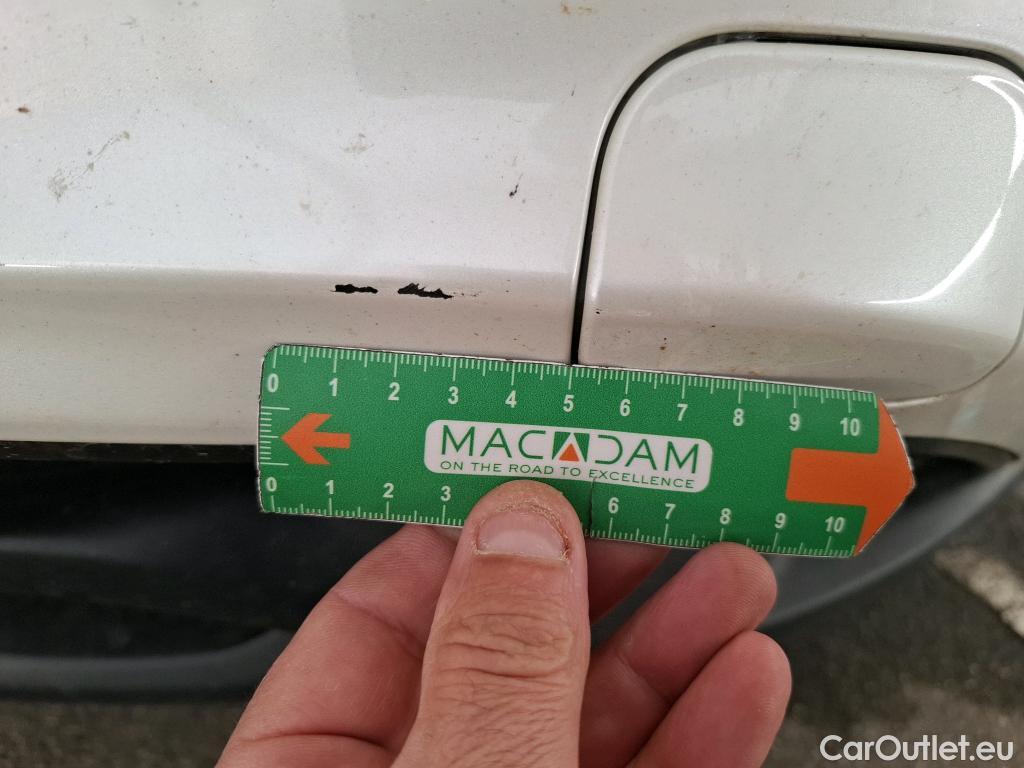 0 1 2 3 4 5 6 7 8 9 10
MACADAM
ON THE ROAD TO EXCELLENCE
0 1 2 3 6 7 8 9 10
CarOutlet.eu